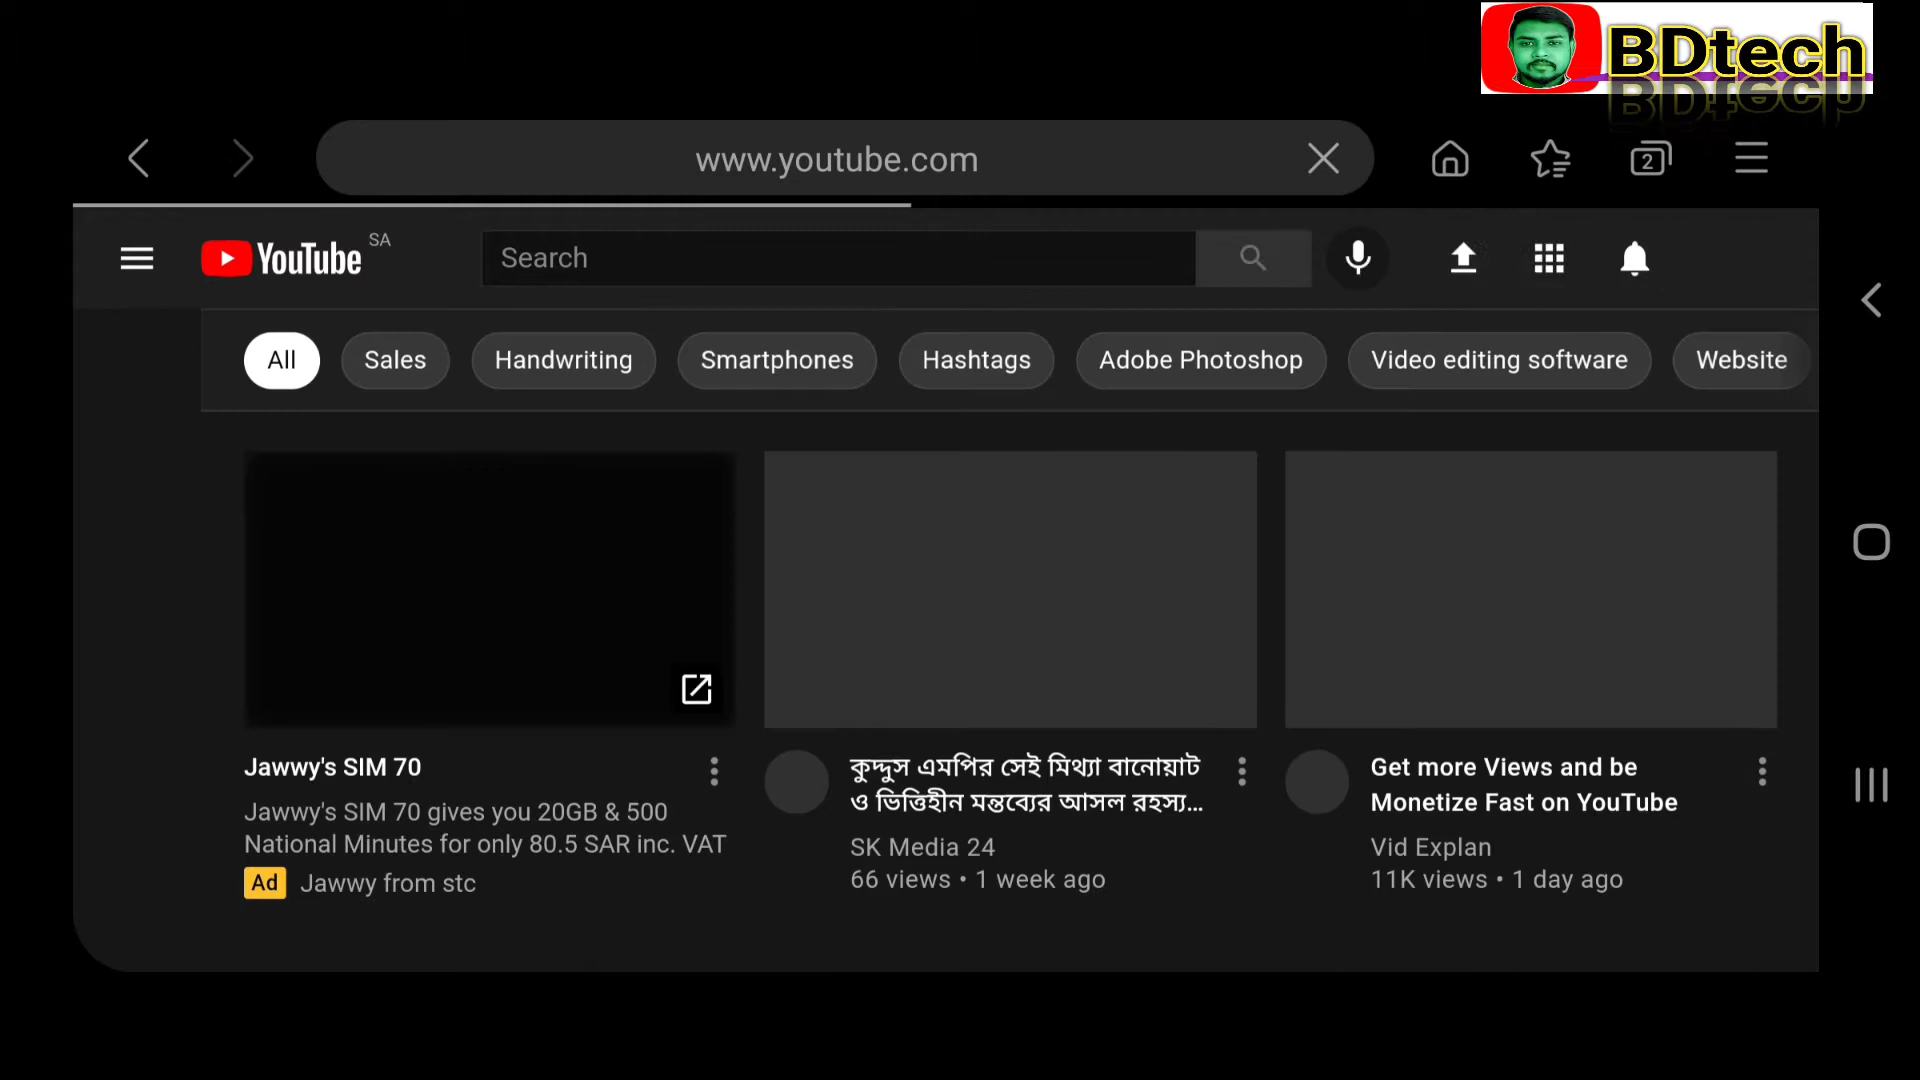 BDtech
www.youtube.com
2
YouTube SA
Search
All
Sales
Handwriting
Smartphones
Hashtags
Adobe Photoshop
Video editing software
Website
Jawwy's SIM 70
Jawwy's SIM 70 gives you 20GB & 500
National Minutes for only 80.5 SAR inc. VAT
Ad Jawwy from stc
কুদ্দুস এমপির সেই মিথ্যা বানোয়াট
ও ভিত্তিহীন মন্তব্যের আসল রহস্য...
SK Media 24
66 views • 1 week ago
Get more Views and be
Monetize Fast on YouTube
Vid Explan
11K views • 1 day ago